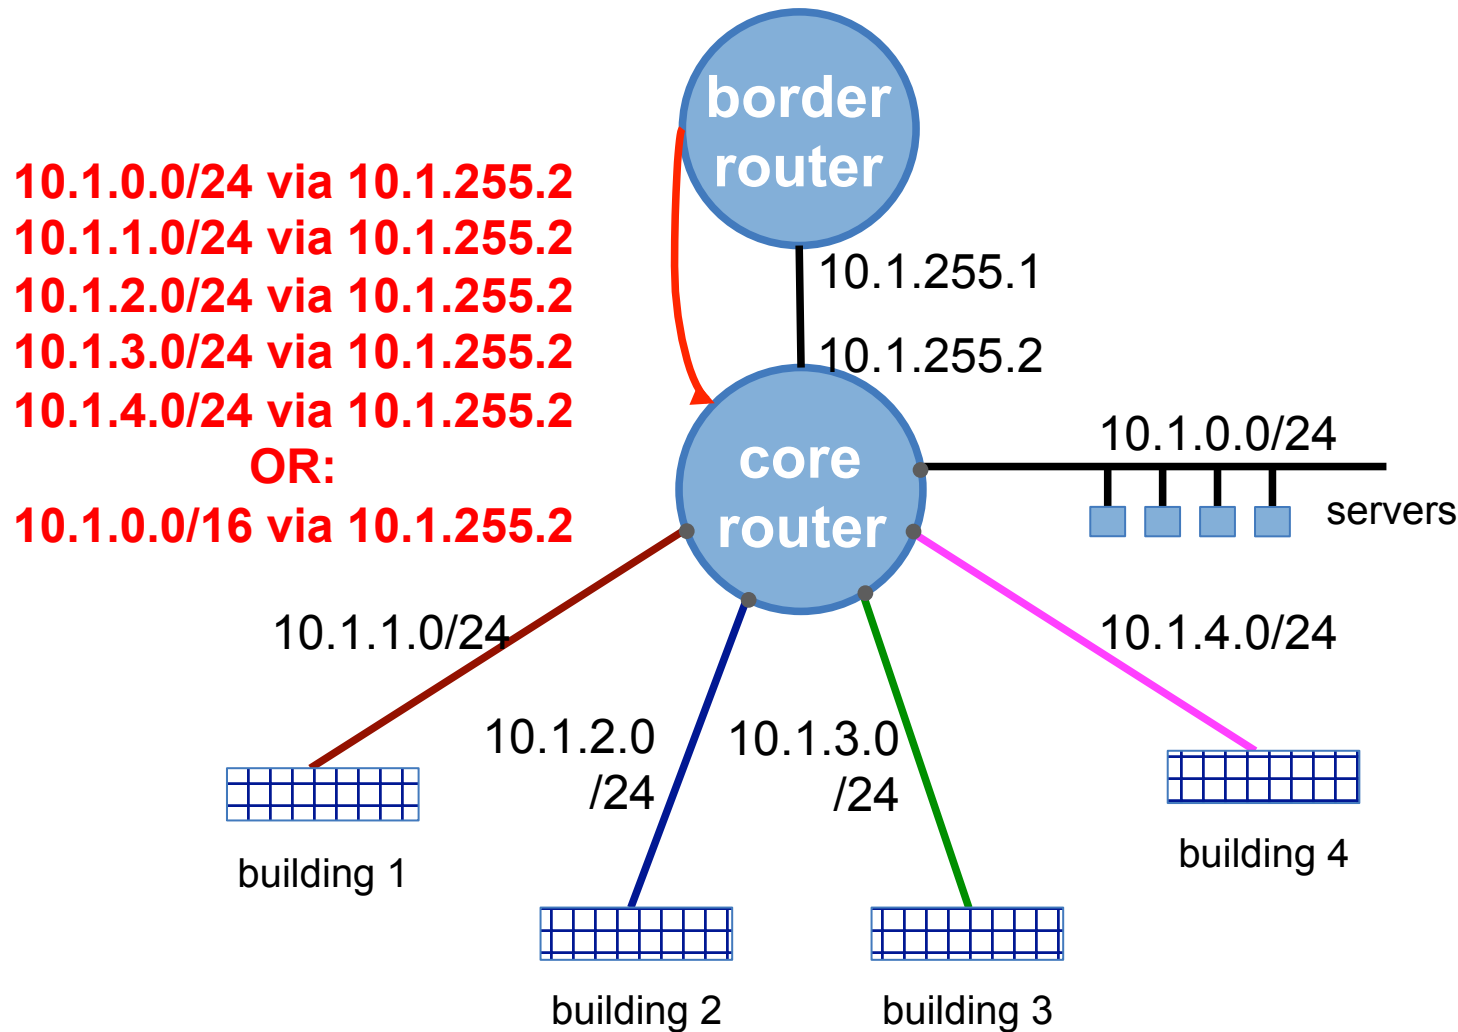 border
router
10.1.0.0/24 via 10.1.255.2
10.1.1.0/24 via 10.1.255.2
10.1.2.0/24 via 10.1.255.2
10.1.3.0/24 via 10.1.255.2
10.1.4.0/24 via 10.1.255.2
OR:
10.1.0.0/16 via 10.1.255.2
10.1.255.1
10.1.255.2
core
router
10.1.0.0/24
servers
10.1.1.0/24
10.1.2.0
/24
10.1.3.0
/24
10.1.4.0/24
building 1
building 2
building 3
building 4